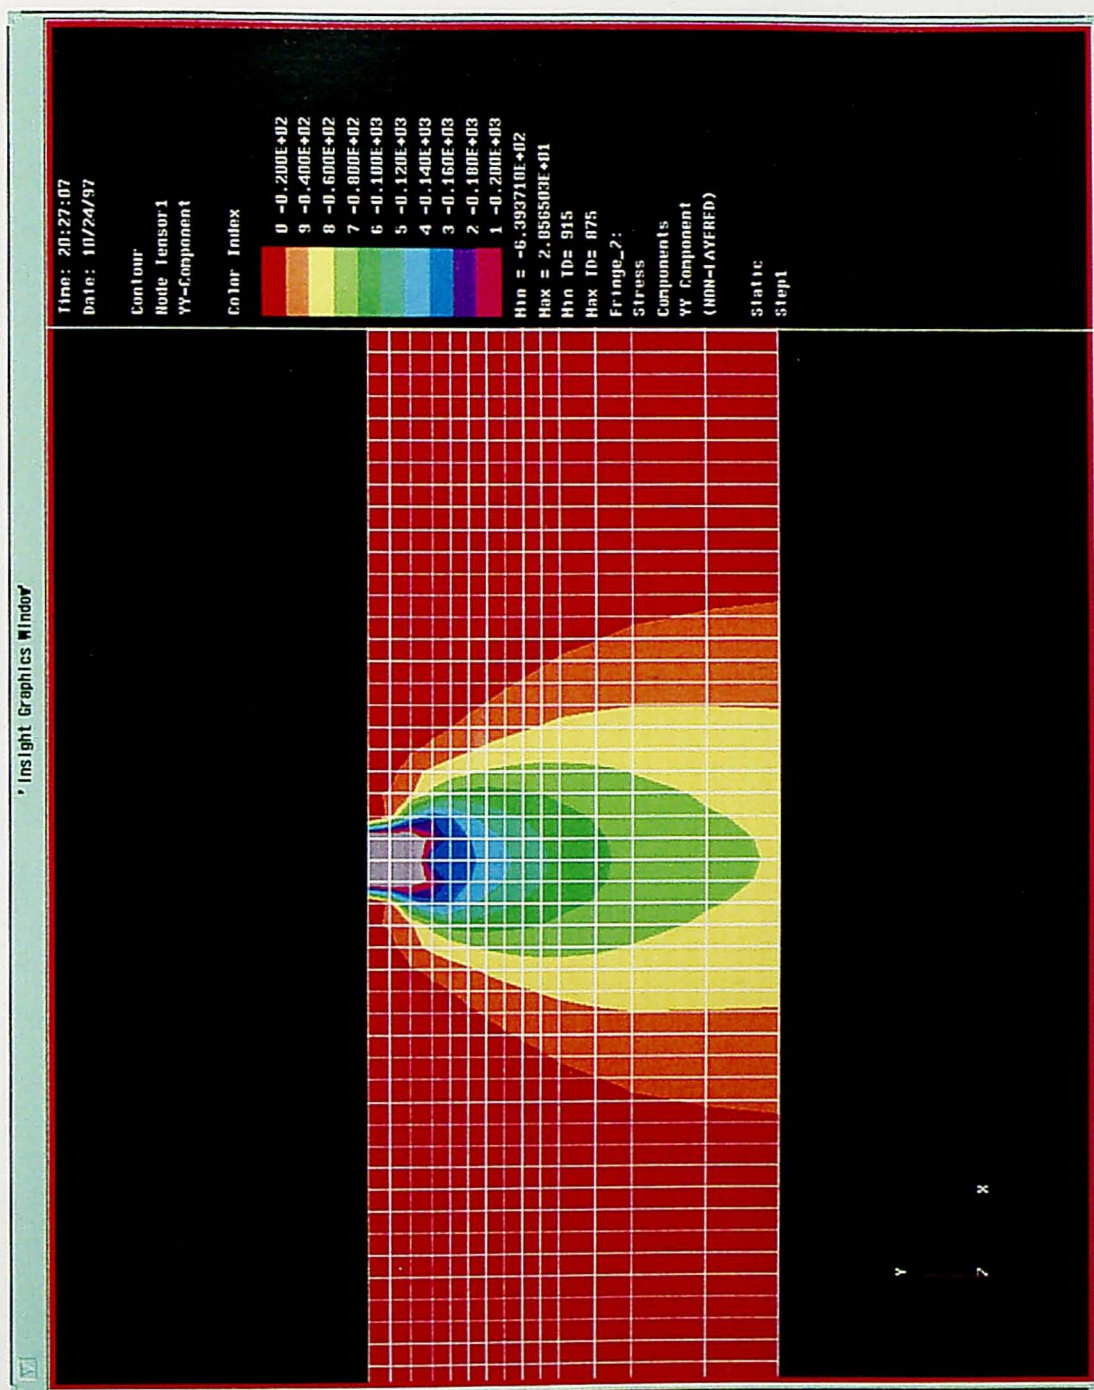 'Insight Graphics Window'
Time: 20:27:07
Date: 10/24/97
Contour
Node Tensor1
YY-Component
Color Index
0 -0.200E+02
9 -0.400E+02
8 -0.600E+02
7 -0.800E+02
6 -0.100E+03
5 -0.120E+03
4 -0.140E+03
3 -0.160E+03
2 -0.180E+03
1 -0.200E+03
Min = -6.393710E+02
Max = 2.056503E+01
Min ID= 915
Max ID= 875
Fringe_2:
Stress
Components
YY Component
(NON-LAYERED)
Static
Step1
Y
Z X